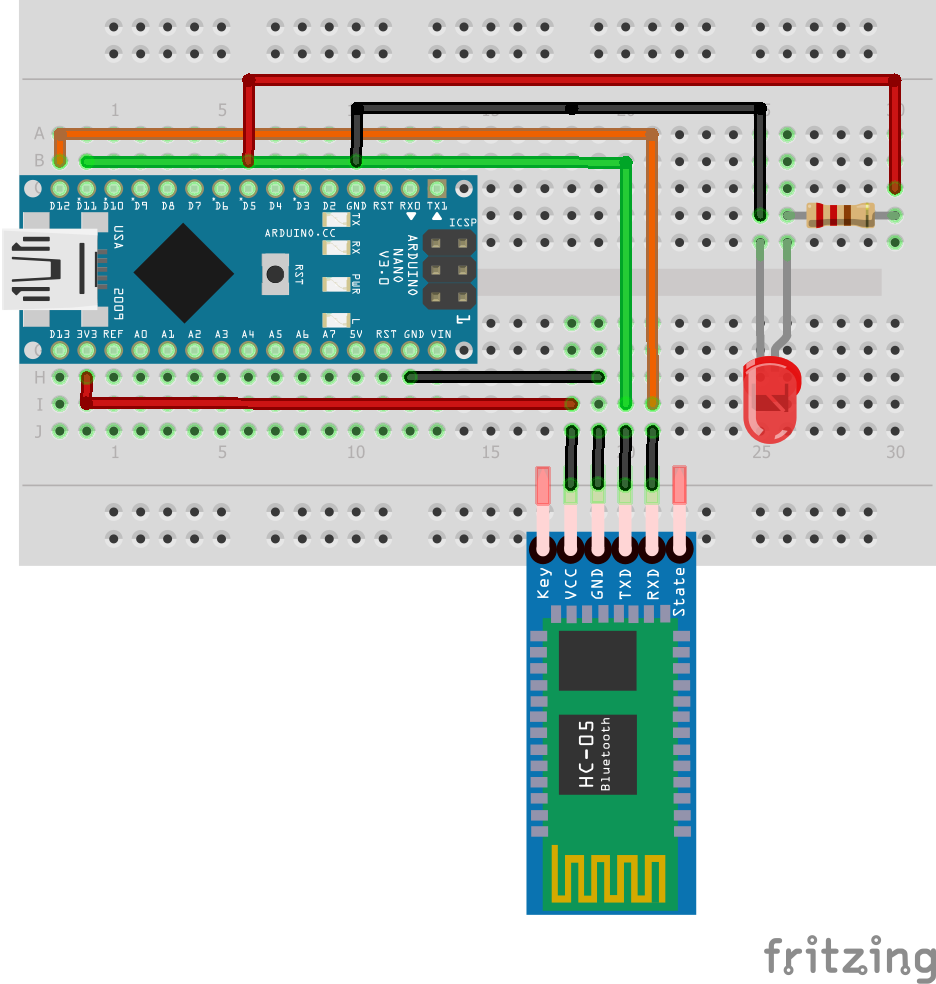 1 5 10 15 25 30
A
B
D12 D11 D10 D9 D8 D7 D6 D5 D4 D3 D2 GND RST RX0 TX1
TX
RX
PWR
L
ARDUINO.CC
RST
ICSP
1
ARDUINO
NANO
V3.0
USA
2009
D13 3V3 REF A0 A1 A2 A3 A4 A5 A6 A7 5V RST GND VIN
H
I
J
1 5 10 15 20 25 30
Key
VCC
GND
TXD
RXD
State
HC-05
Bluetooth
fritzing